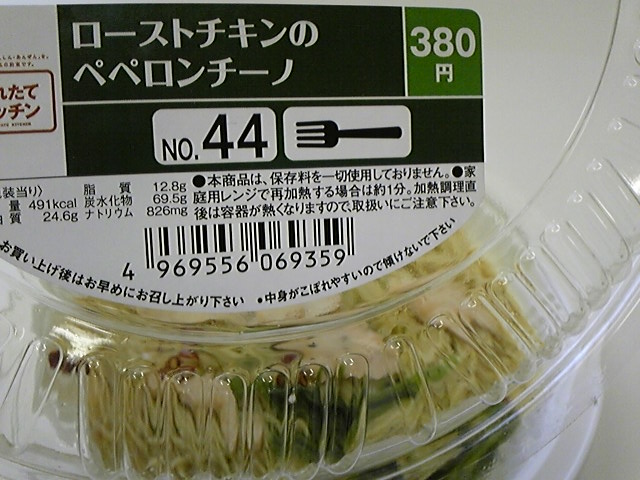 ローストチキンの
ペペロンチーノ
380
円
れたて
ッチン
NO. 44
装当り) 脂 質 12.8g
量 491kcal 炭水化物 69.5g
質 24.6g ナトリウム 826mg
●本商品は、保存料を一切使用しておりません。●家
庭用レンジで再加熱する場合は約1分。加熱調理直
後は容器が熱くなりますので、取扱いにご注意下さい。
4 969556 069359
お買い上げ後はお早めにお召し上がり下さい ●中身がこぼれやすいので傾けないで下さい